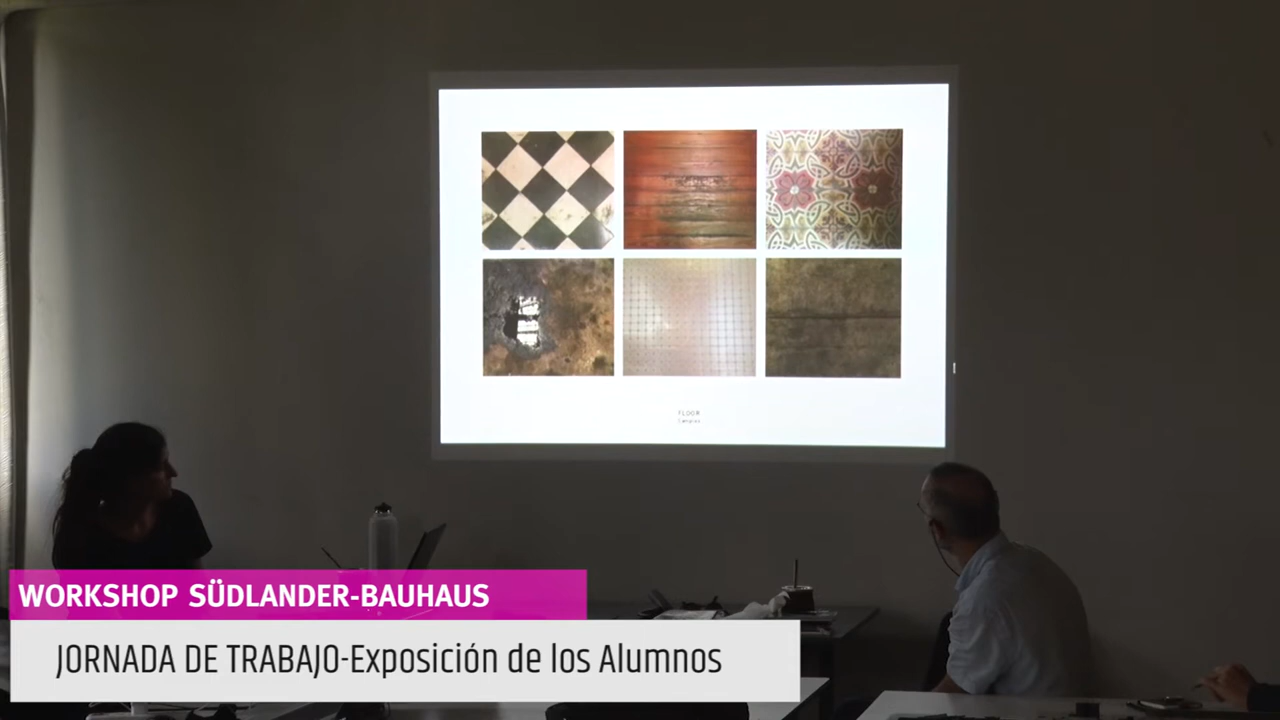 FLOOR
WORKSHOP SÜDLANDER-BAUHAUS
JORNADA DE TRABAJO-Exposición de los Alumnos